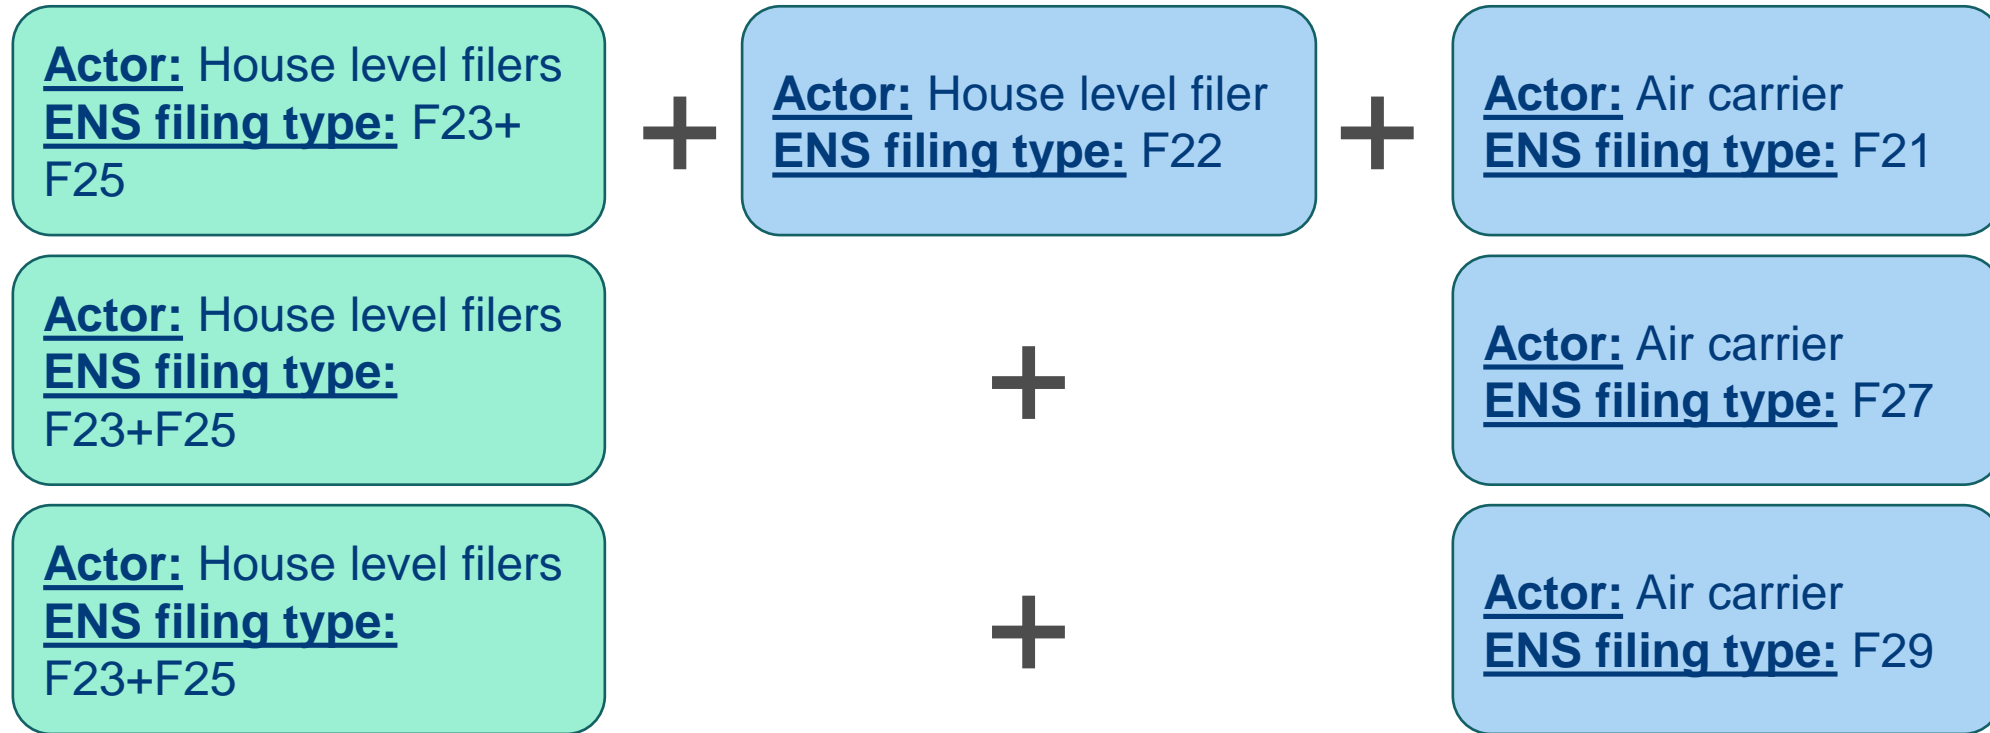 Actor: House level filers
ENS filing type: F23+
F25
+
Actor: House level filer
ENS filing type: F22
+
Actor: Air carrier
ENS filing type: F21
Actor: House level filers
ENS filing type:
F23+F25
+
Actor: Air carrier
ENS filing type: F27
Actor: House level filers
ENS filing type:
F23+F25
+
Actor: Air carrier
ENS filing type: F29